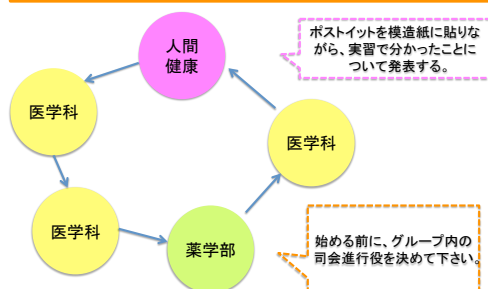 人間
健康
ポストイットを模造紙に貼りな
がら、実習で分かったことに
ついて発表する。
医学科
医学科
医学科
薬学部
始める前に、グループ内の
司会進行役を決めて下さい。